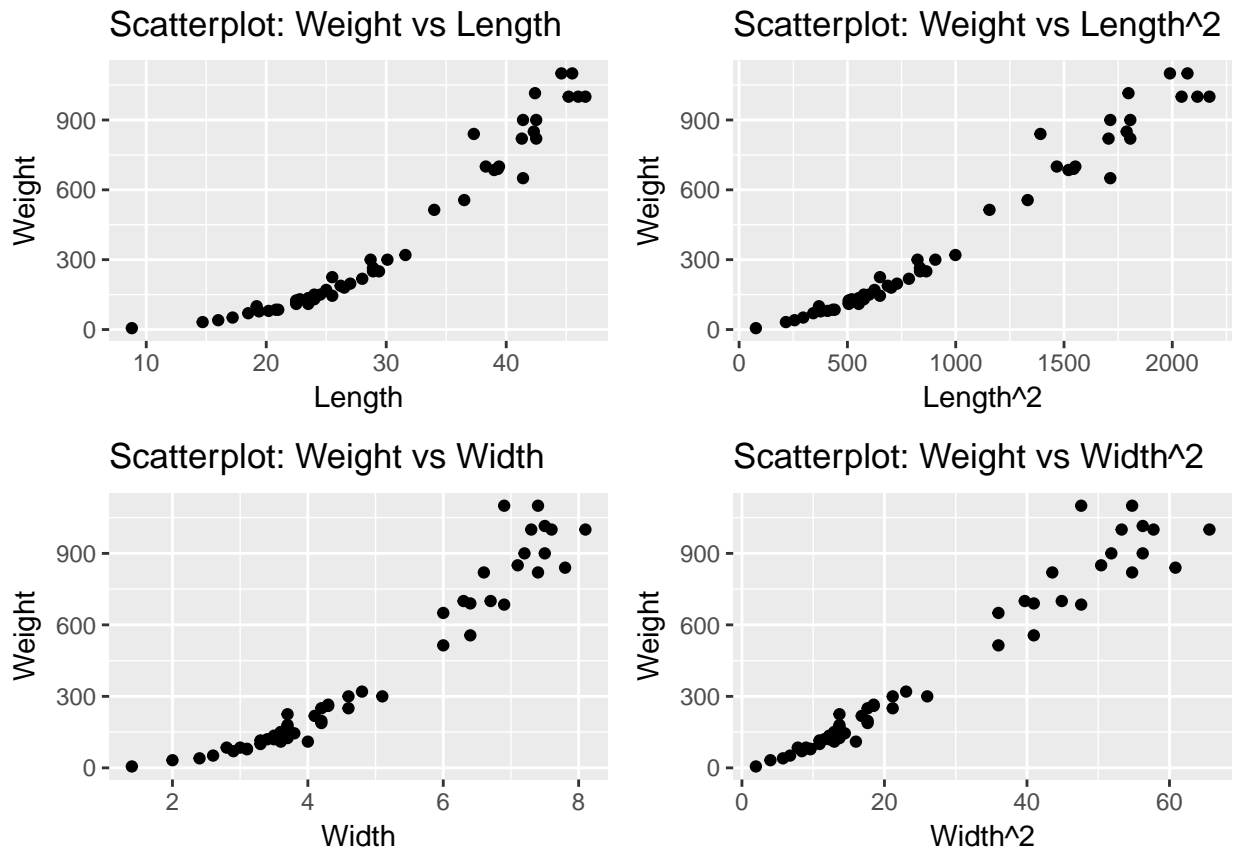 Scatterplot: Weight vs Length
Weight
900
600
300
0
10 20 30 40
Length
Scatterplot: Weight vs Length^2
Weight
900
600
300
0
0 500 1000 1500 2000
Length^2
Scatterplot: Weight vs Width
Weight
900
600
300
0
2 4 6 8
Width
Scatterplot: Weight vs Width^2
Weight
900
600
300
0
0 20 40 60
Width^2